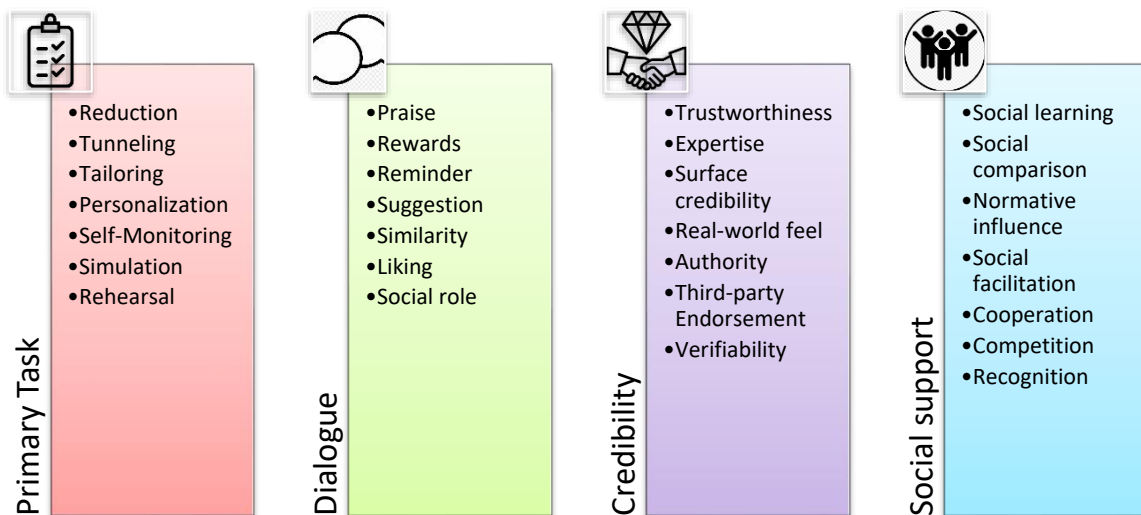 Primary Task
•Reduction
•Tunneling
•Tailoring
•Personalization
•Self-Monitoring
•Simulation
•Rehearsal
Dialogue
•Praise
•Rewards
•Reminder
•Suggestion
•Similarity
•Liking
•Social role
Credibility
•Trustworthiness
•Expertise
•Surface
credibility
•Real-world feel
•Authority
•Third-party
Endorsement
•Verifiability
Social support
•Social learning
•Social
comparison
•Normative
influence
•Social
facilitation
•Cooperation
•Competition
•Recognition